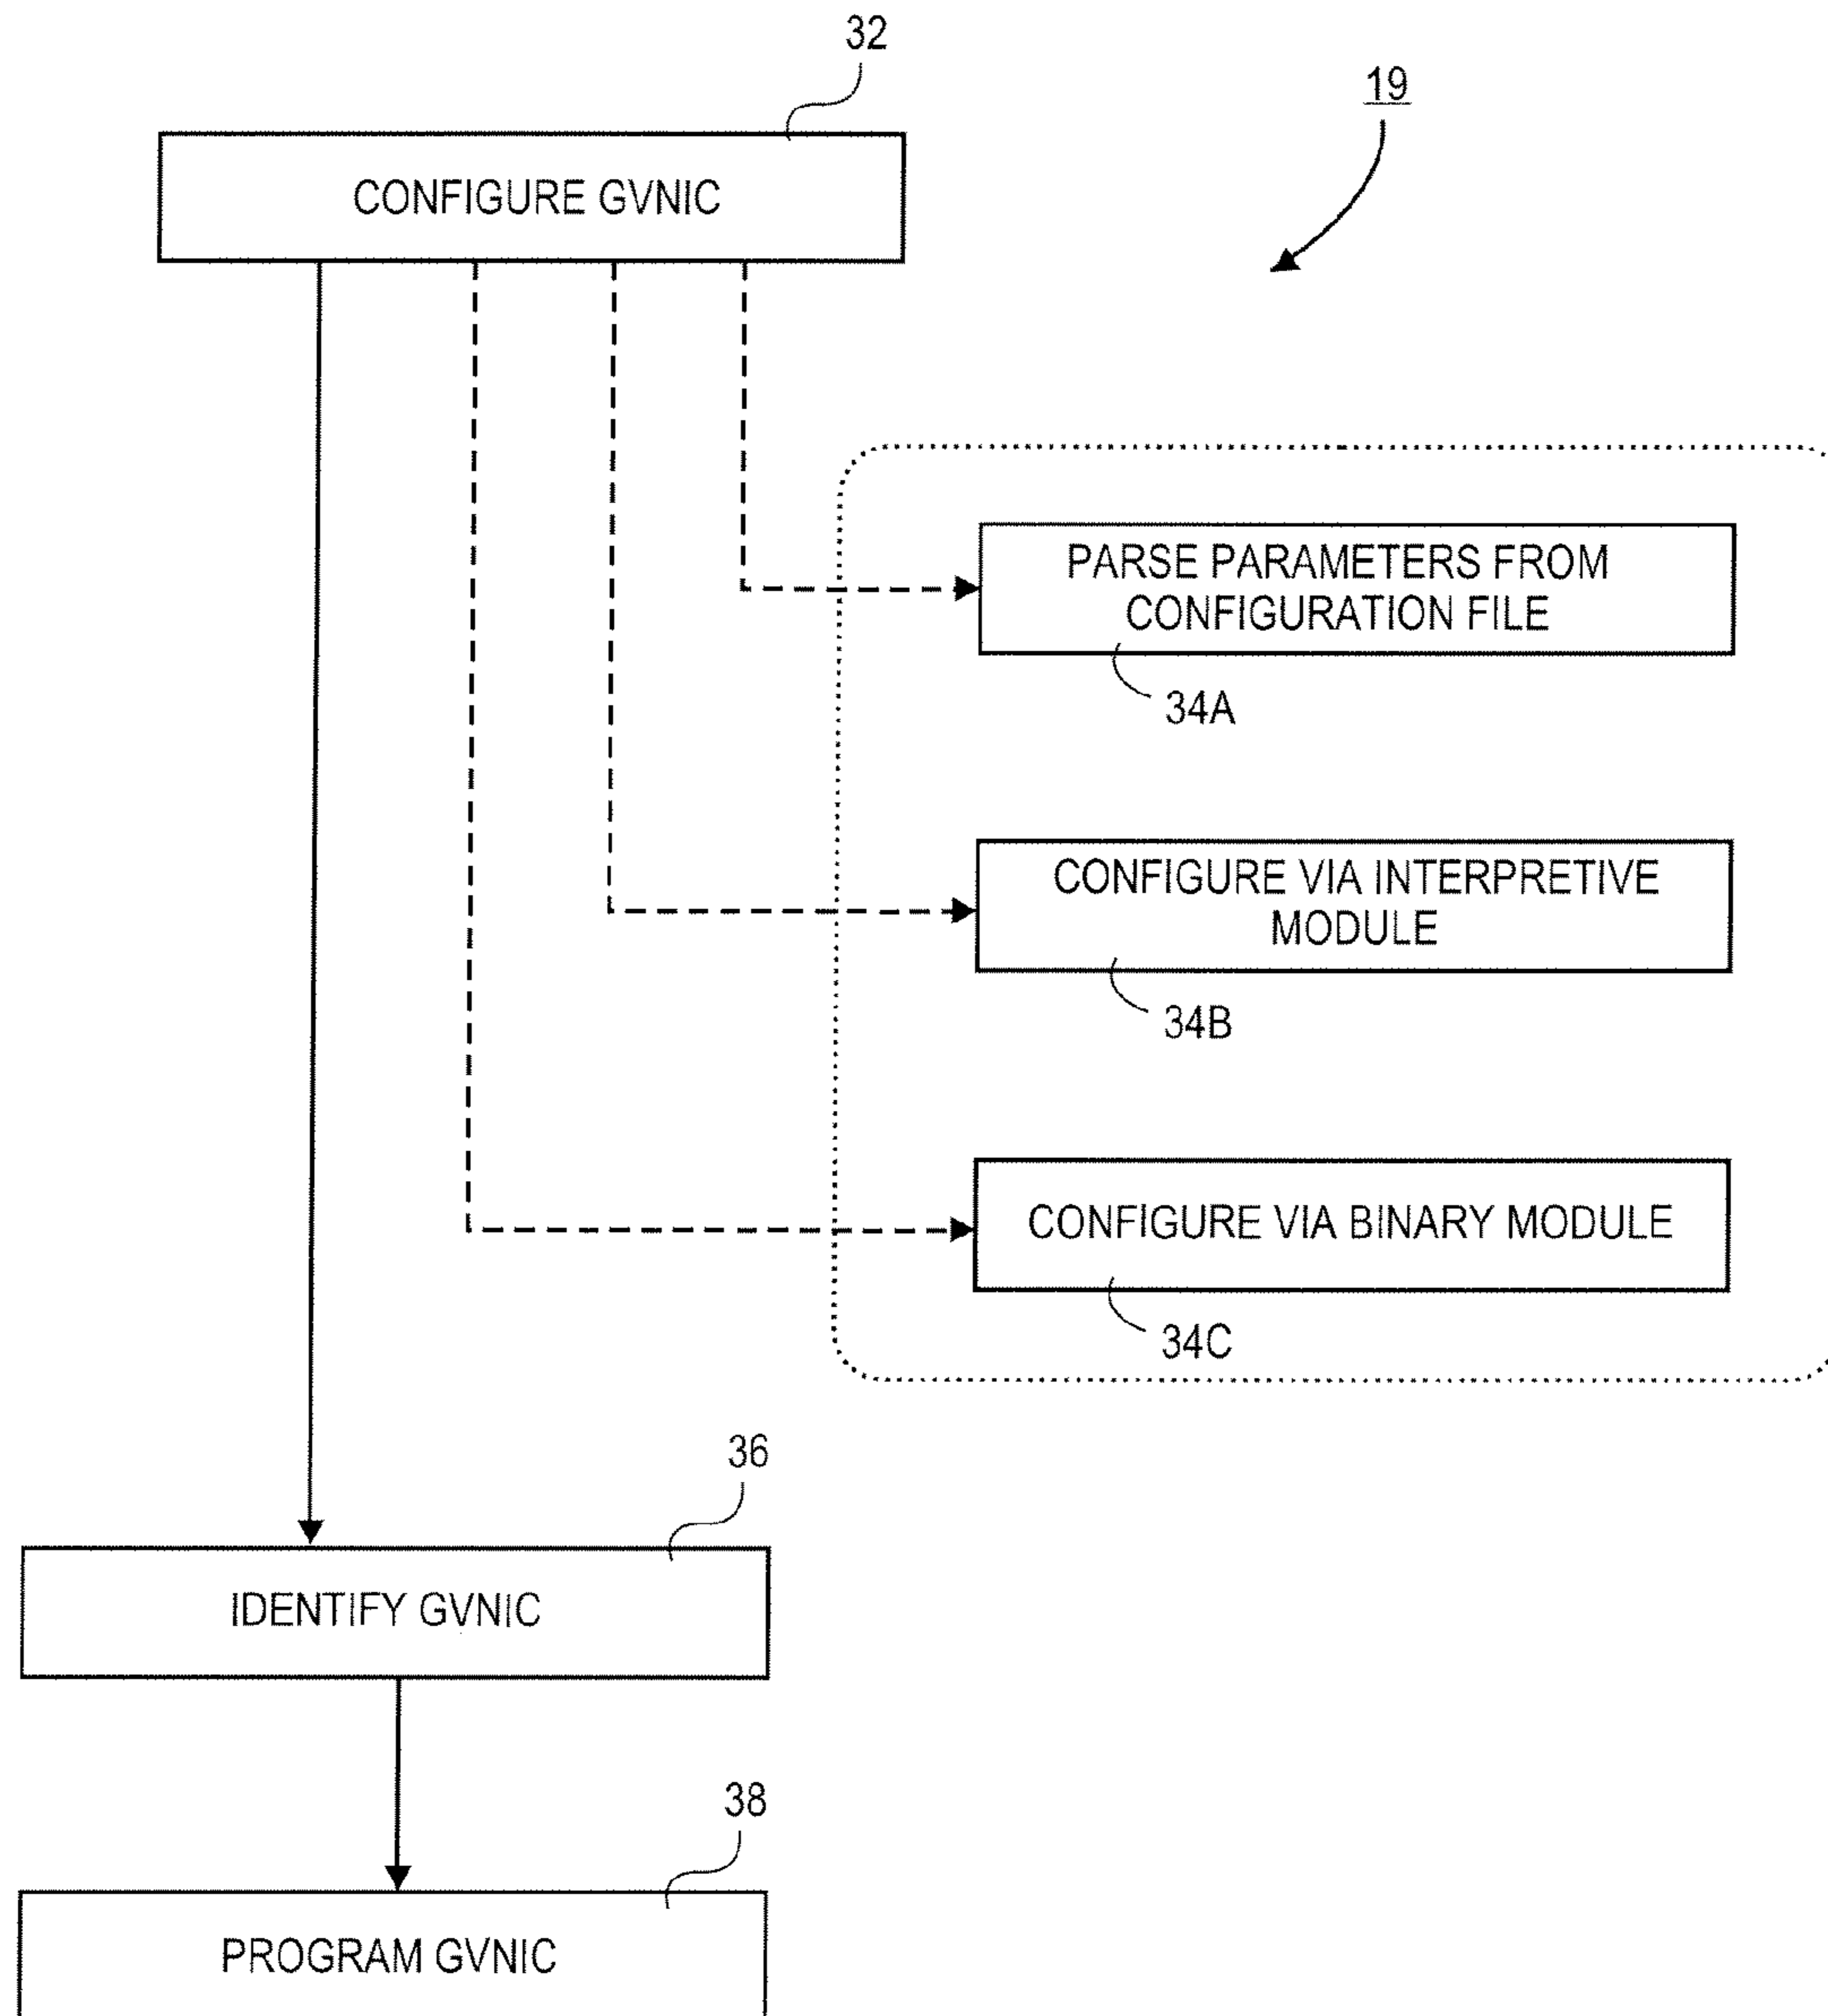 32
19
CONFIGURE GVNIC
PARSE PARAMETERS FROM
CONFIGURATION FILE
34A
CONFIGURE VIA INTERPRETIVE
MODULE
34B
CONFIGURE VIA BINARY MODULE
34C
36
IDENTIFY GVNIC
38
PROGRAM GVNIC